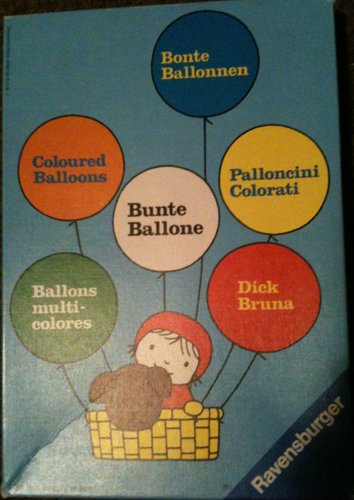 Bonte
Ballonnen
Coloured
Balloons
Palloncini
Colorati
Bunte
Ballone
Ballons
multi-
colores
Dick
Bruna
Ravensburger